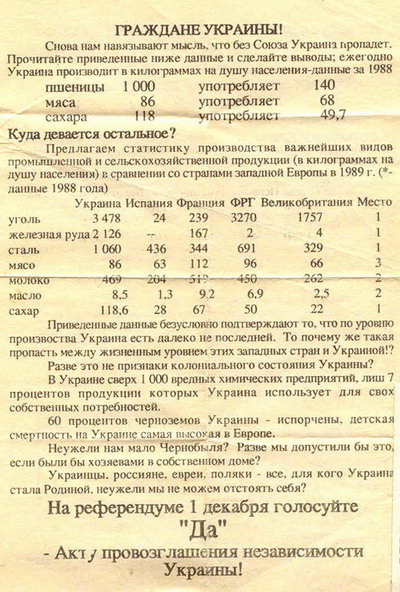 ГРАЖДАНЕ УКРАИНЫ!
Снова нам навязывают мысль, что без Союза Украина пропадет.
Прочитайте приведенные ниже данные и сделайте выводы; ежегодно
Украина производит в килограммах на душу населения-данные за 1988
пшеницы 1 000 употребляет 140
мяса 86 употребляет 68
сахара 118 употребляет 49,7
Куда девается остальное?
Предлагаем статистику производства важнейших видов
промышленной и сельскохозяйственной продукции (в килограммах на
душу населения) в сравнении со странами западной Европы в 1989 г. (*-
данные 1988 года)
Украина Испания Франция ФРГ Великобритания Место
уголь 3 478 24 239 3270 1757 1
железная руда 2 126 -- 167 2 4 1
сталь 1 060 436 344 691 329 1
мясо 86 63 112 96 66 3
молоко 469 204 519 450 262 2
масло 8,5 1,3 9,2 6,9 2,5 2
сахар 118,6 28 67 50 22 1
Приведенные данные безусловно подтверждают то, что по уровню
произвоства Украина есть далеко не последней. То почему же такая
пропасть между жизненным уровнем этих западных стран и Украиной!?
Разве это не признаки колониального состояния Украины?
В Украине сверх 1 000 вредных химических предприятий, лиш 7
процентов продукции которых Украина использует для своих
собственных потребностей.
60 процентов черноземов Украины - испорчены, детская
смертность на Украине самая высокая в Европе.
Неужели нам мало Чернобыля? Разве мы допустили бы это,
если были бы хозяевами в собственном доме?
Украинцы, россияне, евреи, поляки - все, для кого Украина
стала Родиной, неужели мы не можем отстоять себя?
На референдуме 1 декабря голосуйте
"Да"
- Акту провозглашения независимости
Украины!